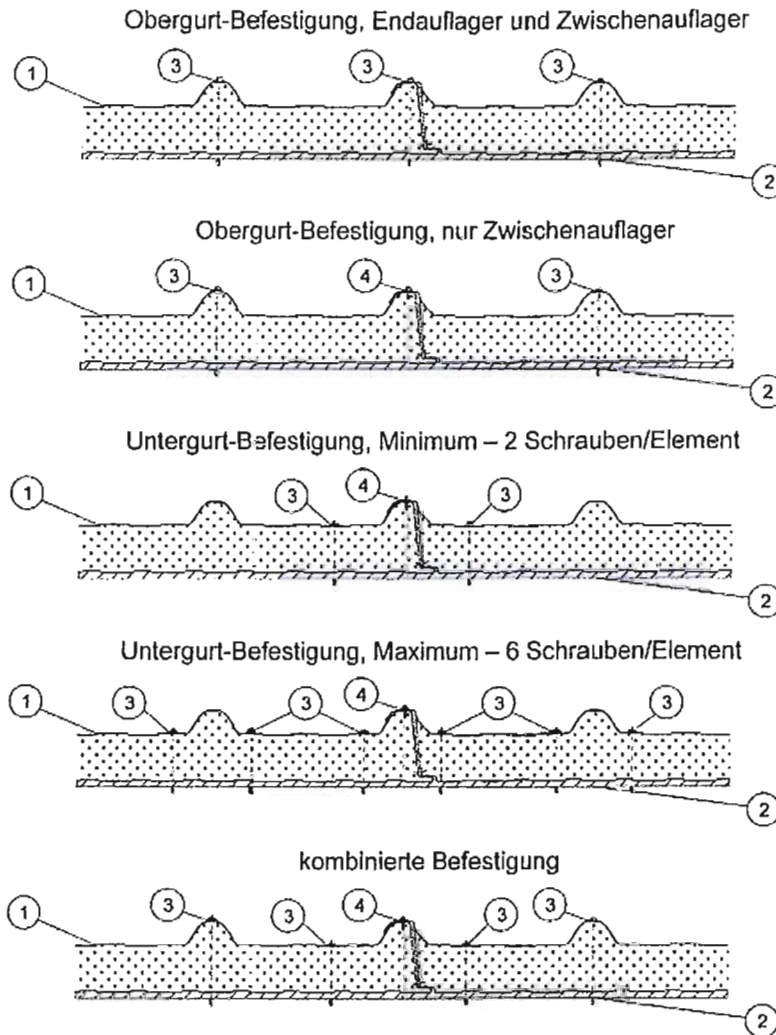 Obergurt-Befestigung, Endauflager und Zwischenauflager
1 3 3 3
2
Obergurt-Befestigung, nur Zwischenauflager
1 3 4 3
2
Untergurt-Befestigung, Minimum – 2 Schrauben/Element
1 3 4 3
2
Untergurt-Befestigung, Maximum – 6 Schrauben/Element
1 3 3 4 3 3
2
kombinierte Befestigung
1 3 3 4 3 3
2